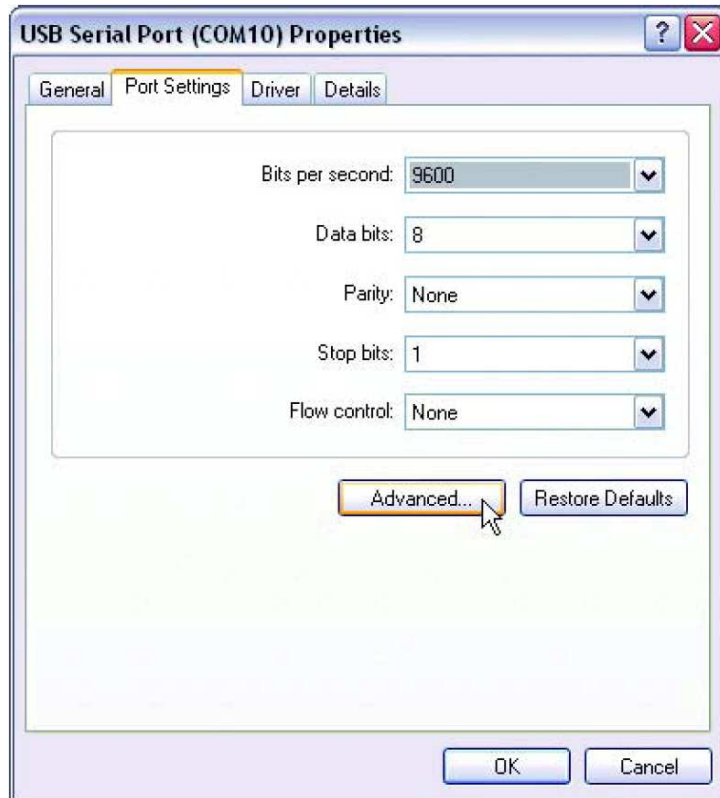 USB Serial Port (COM10) Properties
General Port Settings Driver Details
Bits per second: 9600
Data bits: 8
Parity: None
Stop bits: 1
Flow control: None
Advanced... Restore Defaults
OK Cancel